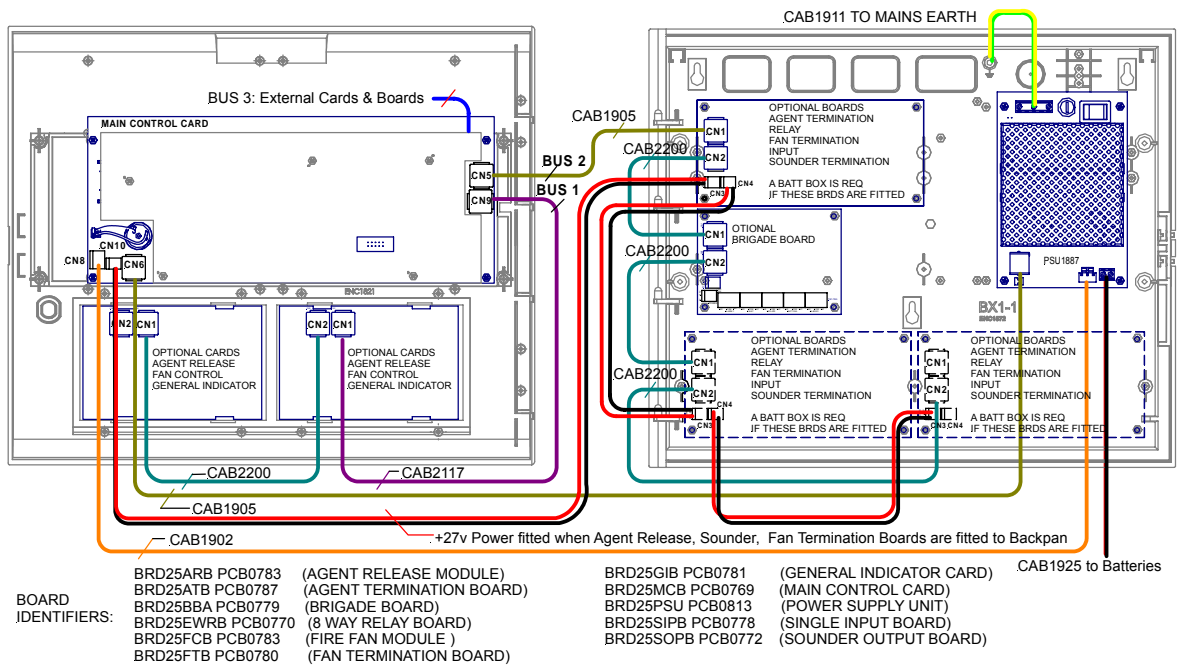 CAB1911 TO MAINS EARTH
BUS 3: External Cards & Boards
MAIN CONTROL CARD
CN5
CN9
CN10
CN8
CN6
ENC1821
BUS 2
BUS 1
CAB1905
CAB2200
CN1
CN2
CN3
CN4
OPTIONAL BOARDS
AGENT TERMINATION
RELAY
FAN TERMINATION
INPUT
SOUNDER TERMINATION
A BATT BOX IS REQ
IF THESE BRDS ARE FITTED
CN1
CN2
OTIONAL
BRIGADE BOARD
CAB2200
PSU1887
BX1-1
ENC1872
CN2
CN1
OPTIONAL CARDS
AGENT RELEASE
FAN CONTROL
GENERAL INDICATOR
CN2
CN1
OPTIONAL CARDS
AGENT RELEASE
FAN CONTROL
GENERAL INDICATOR
CAB2200
CN1
CN2
CN3
CN4
OPTIONAL BOARDS
AGENT TERMINATION
RELAY
FAN TERMINATION
INPUT
SOUNDER TERMINATION
A BATT BOX IS REQ
IF THESE BRDS ARE FITTED
CN1
CN2
CN3
CN4
OPTIONAL BOARDS
AGENT TERMINATION
RELAY
FAN TERMINATION
INPUT
SOUNDER TERMINATION
A BATT BOX IS REQ
IF THESE BRDS ARE FITTED
CAB2200
CAB2117
CAB1905
CAB1902
+27v Power fitted when Agent Release, Sounder, Fan Termination Boards are fitted to Backpan
CAB1925 to Batteries
BOARD
IDENTIFIERS:
BRD25ARB PCB0783 (AGENT RELEASE MODULE)
BRD25ATB PCB0787 (AGENT TERMINATION BOARD)
BRD25BBA PCB0779 (BRIGADE BOARD)
BRD25EWRB PCB0770 (8 WAY RELAY BOARD)
BRD25FCB PCB0783 (FIRE FAN MODULE )
BRD25FTB PCB0780 (FAN TERMINATION BOARD)
BRD25GIB PCB0781 (GENERAL INDICATOR CARD)
BRD25MCB PCB0769 (MAIN CONTROL CARD)
BRD25PSU PCB0813 (POWER SUPPLY UNIT)
BRD25SIPB PCB0778 (SINGLE INPUT BOARD)
BRD25SOPB PCB0772 (SOUNDER OUTPUT BOARD)